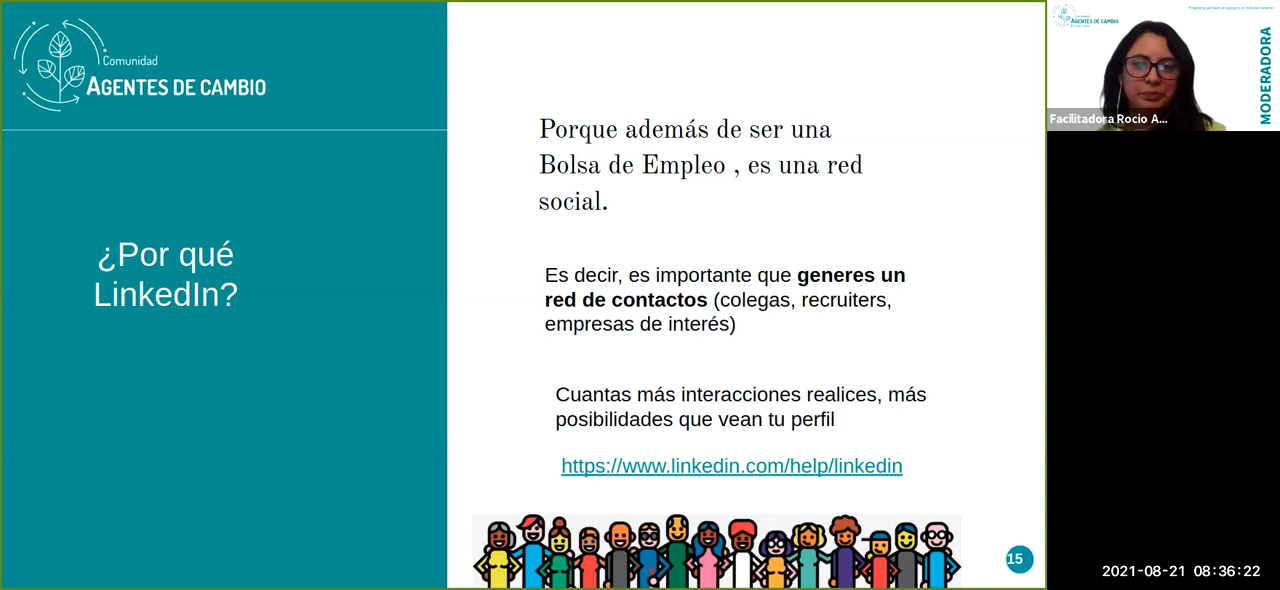 Comunidad
AGENTES DE CAMBIO
¿Por qué
LinkedIn?
Porque además de ser una
Bolsa de Empleo , es una red
social.
Es decir, es importante que generes un
red de contactos (colegas, recruiters,
empresas de interés)
Cuantas más interacciones realices, más
posibilidades que vean tu perfil
https://www.linkedin.com/help/linkedin
15
AGENTES DE CAMBIO
MODERADORA
Facilitadora Rocio A...
2021-08-21 08:36:22